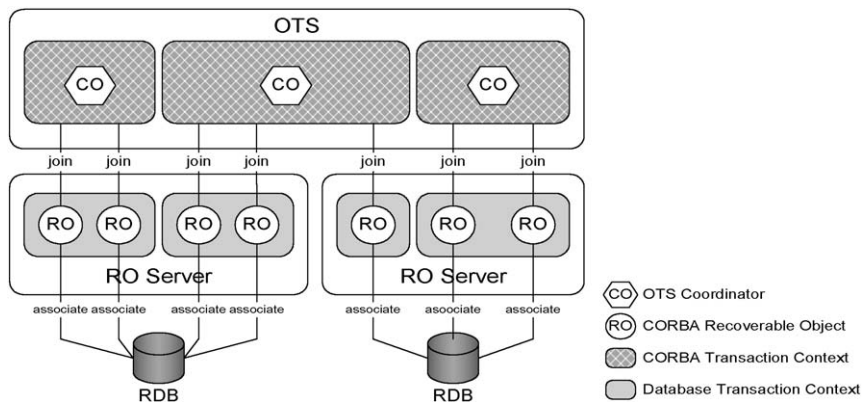 OTS
CO CO CO
join join join join join join join
RO RO RO RO RO RO RO
RO Server RO Server
associate associate associate associate associate associate associate
RDB RDB
CO OTS Coordinator
RO CORBA Recoverable Object
CORBA Transaction Context
Database Transaction Context